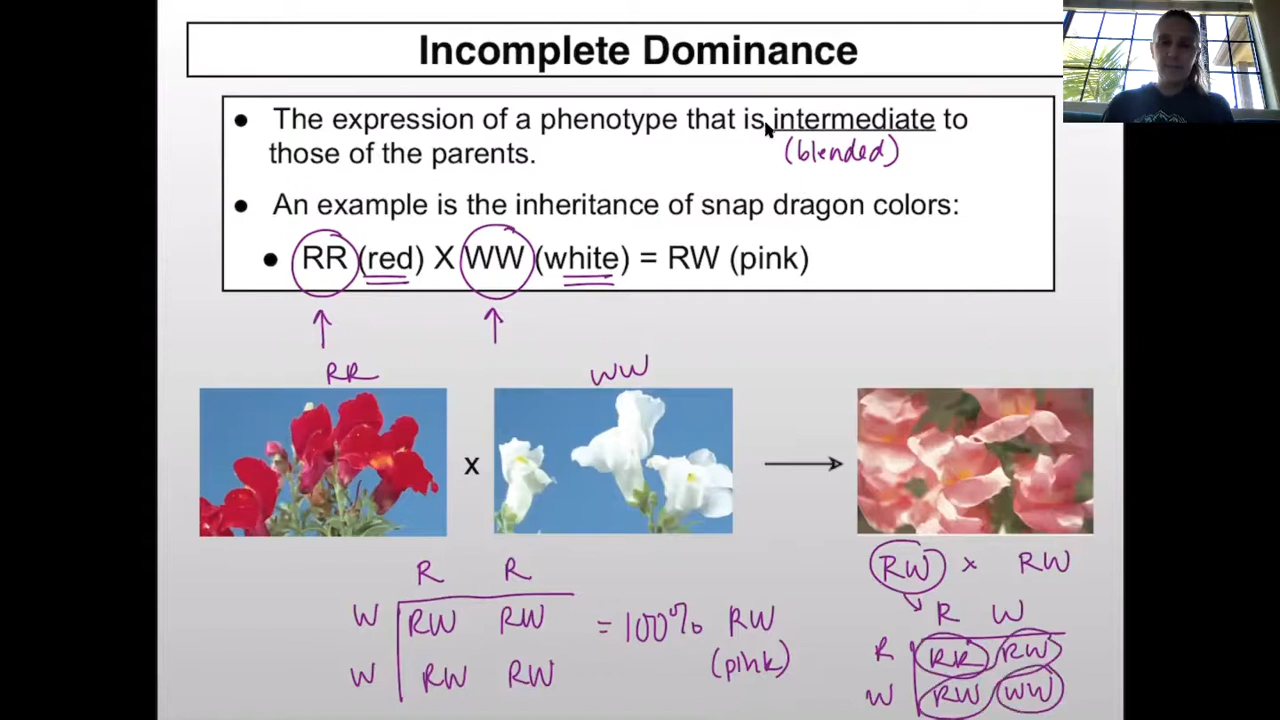 Incomplete Dominance
● The expression of a phenotype that is intermediate to
(blended)
those of the parents.
● An example is the inheritance of snap dragon colors:
● RR (red) X WW (white) = RW (pink)
RR WW
x
RW x RW
R R
W RW RW
W RW RW
= 100% RW
(pink)
R W
R RR RW
W RW WW